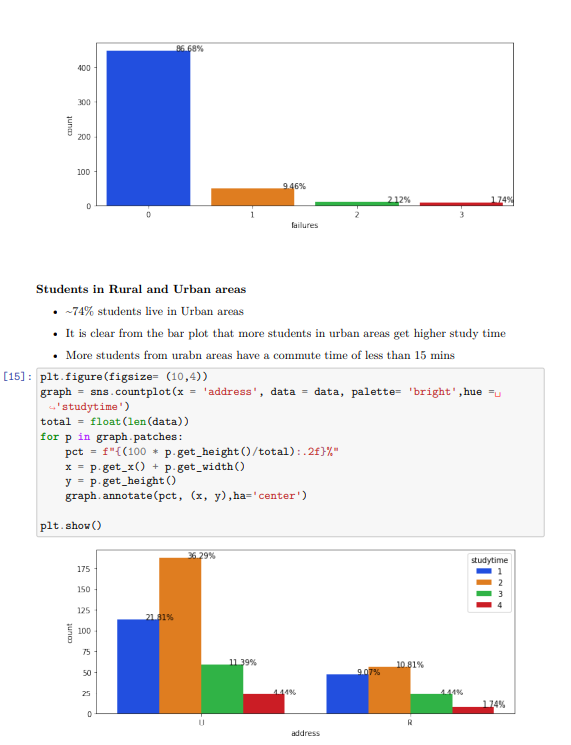 86.68%
400
300
200
100
0
count
9.46%
2.12%
1.74%
0 1 2 3
failures
Students in Rural and Urban areas
• ~74% students live in Urban areas
• It is clear from the bar plot that more students in urban areas get higher study time
• More students from urabn areas have a commute time of less than 15 mins
[15]: plt.figure(figsize= (10,4))
graph = sns.countplot(x = 'address', data = data, palette= 'bright',hue =␣
↪'studytime')
total = float(len(data))
for p in graph.patches:
    pct = f"{(100 * p.get_height()/total):.2f}%"
    x = p.get_x() + p.get_width()
    y = p.get_height()
    graph.annotate(pct, (x, y),ha='center')
plt.show()
36.29%
studytime
1
2
3
4
175
150
125
100
75
50
25
0
count
21.81%
11.39%
4.44%
9.07%
10.81%
4.44%
1.74%
U R
address